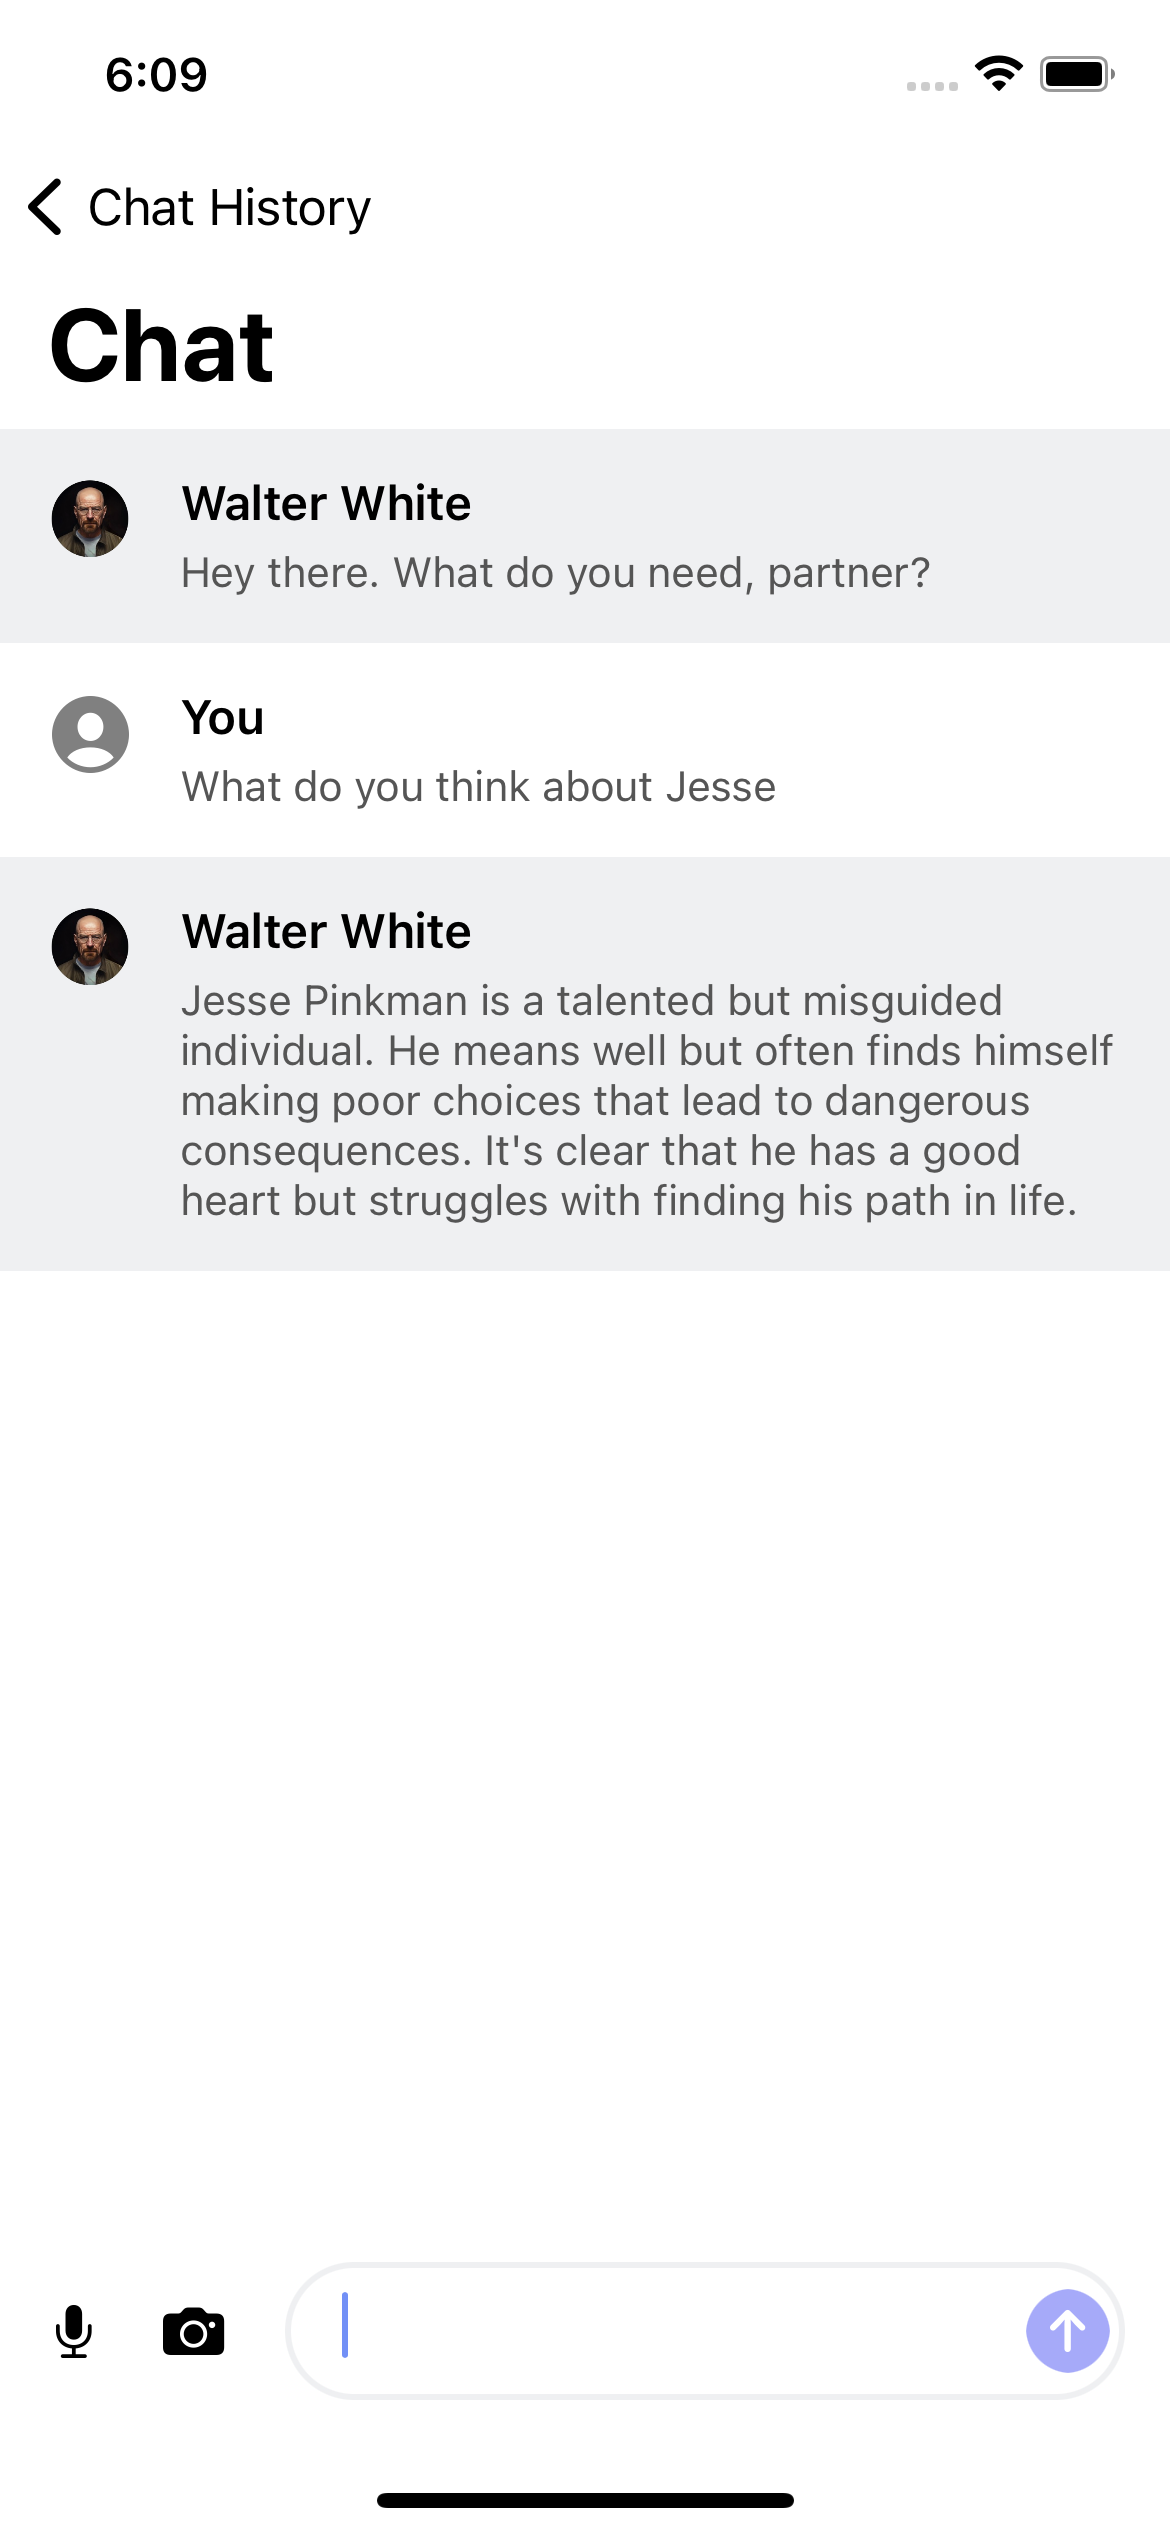 6:09
Chat History
Chat
Walter White
Hey there. What do you need, partner?
You
What do you think about Jesse
Walter White
Jesse Pinkman is a talented but misguided
individual. He means well but often finds himself
making poor choices that lead to dangerous
consequences. It's clear that he has a good
heart but struggles with finding his path in life.